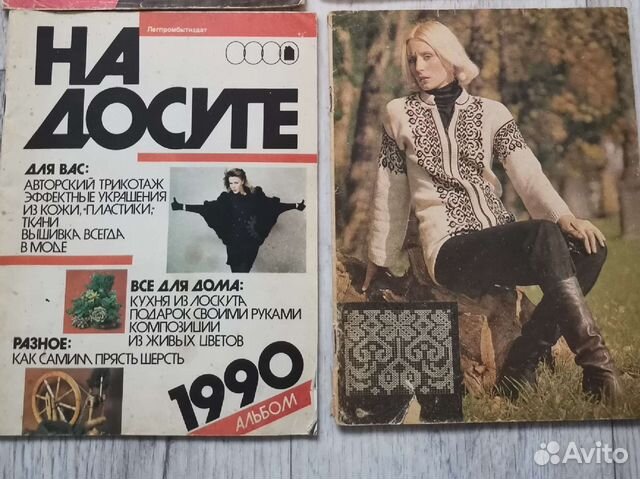 Легпромбытиздат
НА
ДОСУГЕ
ДЛЯ ВАС:
АВТОРСКИЙ ТРИКОТАЖ
ЭФФЕКТНЫЕ УКРАШЕНИЯ
ИЗ КОЖИ, ПЛАСТИКИ,
ТКАНИ
ВЫШИВКА ВСЕГДА
В МОДЕ
ВСЕ ДЛЯ ДОМА:
КУХНЯ ИЗ ЛОСКУТА
ПОДАРОК СВОИМИ РУКАМИ
КОМПОЗИЦИИ
ИЗ ЖИВЫХ ЦВЕТОВ
РАЗНОЕ:
КАК САМИМ ПРЯСТЬ ШЕРСТЬ
1990
АЛЬБОМ
Avito